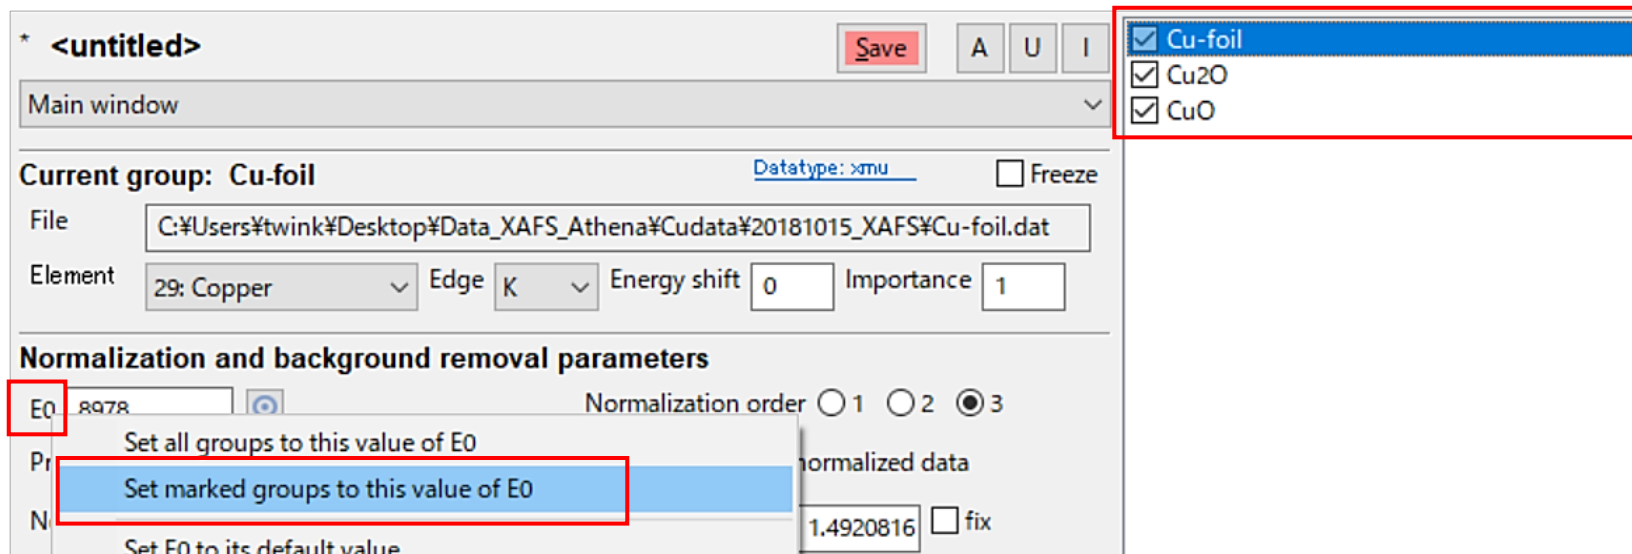 * <untitled>
Save A U I
Main window
Current group: Cu-foil
Datatype: xmu
Freeze
File C:¥Users¥twink¥Desktop¥Data_XAFS_Athena¥Cudata¥20181015_XAFS¥Cu-foil.dat
Element 29: Copper Edge K Energy shift 0 Importance 1
Normalization and background removal parameters
E0 8978 Normalization order 1 2 3
Set all groups to this value of E0
normalized data
Set marked groups to this value of E0
1.4920816 fix
Set E0 to its default value
Cu-foil
Cu2O
CuO